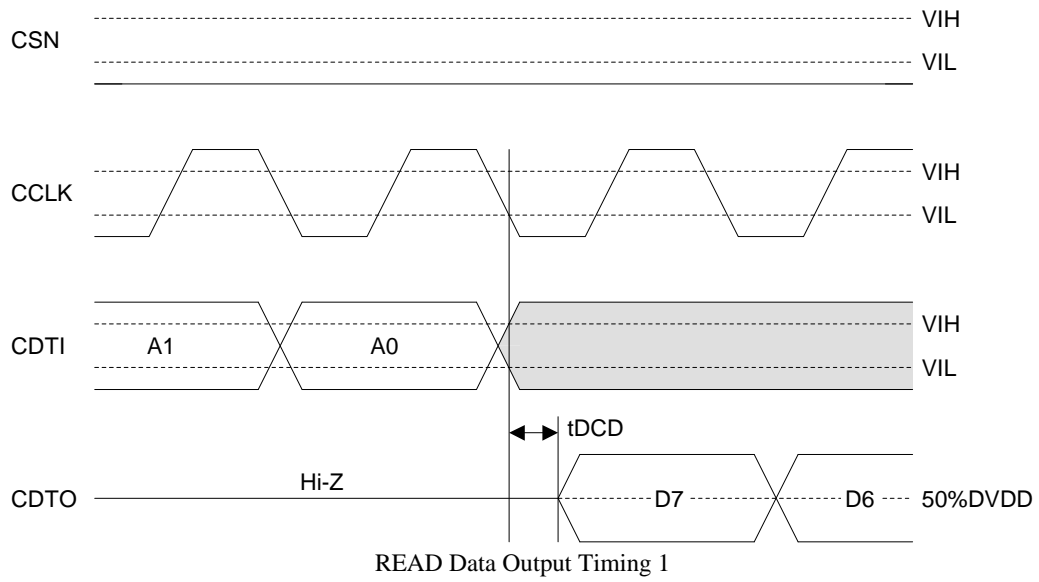 CSN
VIH
VIL
CCLK
VIH
VIL
CDTI
A1
A0
VIH
VIL
tDCD
CDTO
Hi-Z
D7
D6
50%DVDD
READ Data Output Timing 1